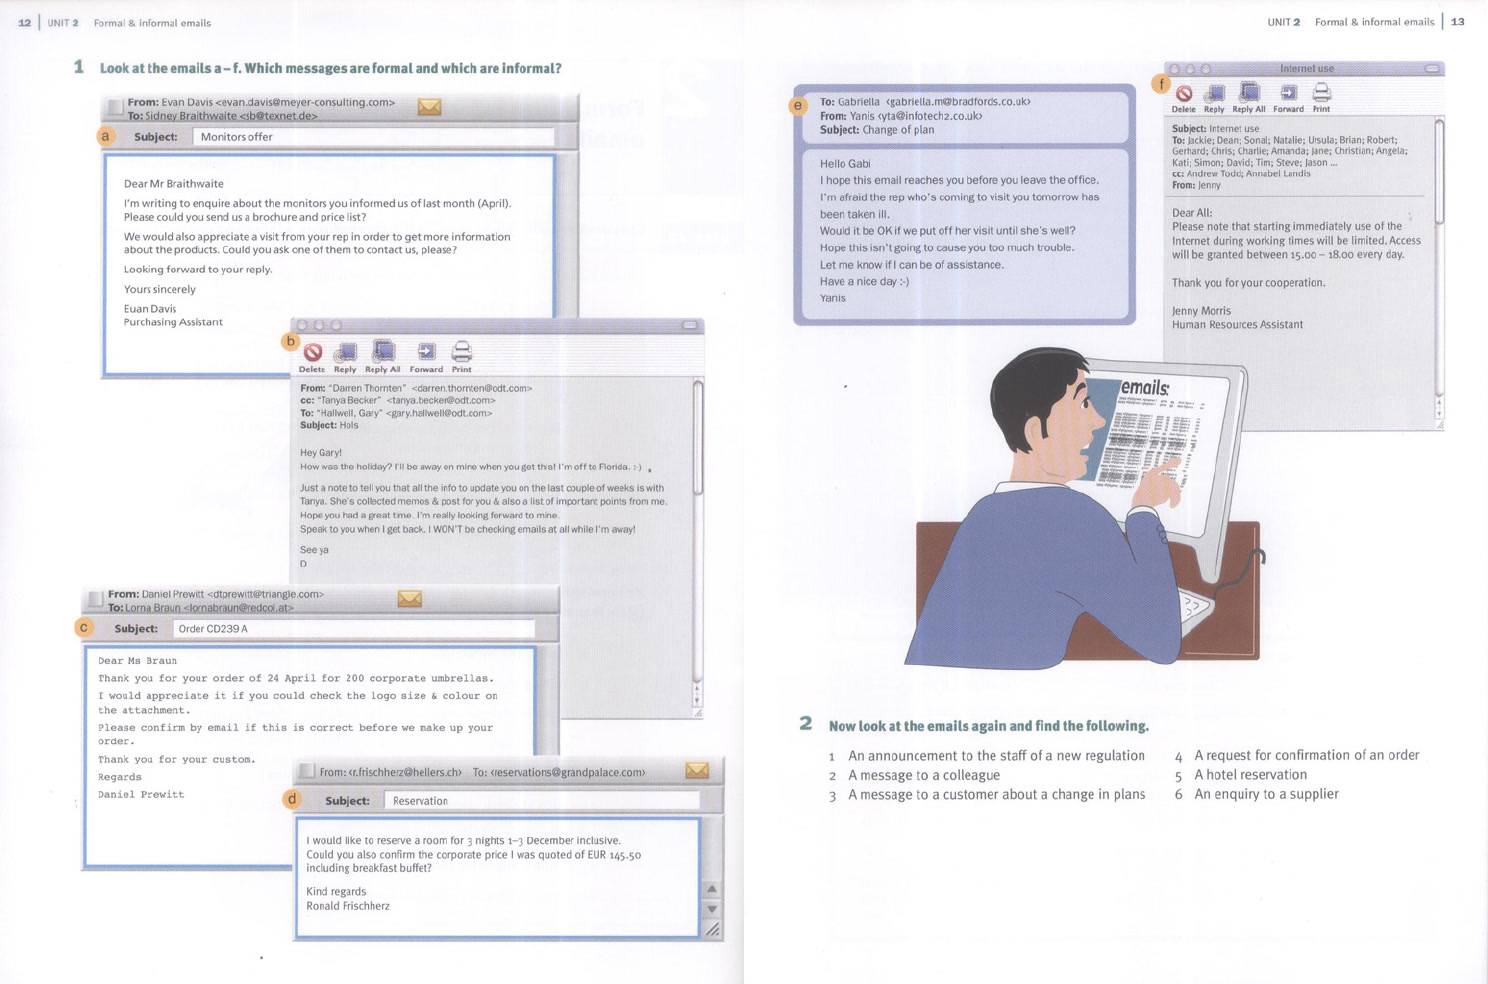 12 | UNIT 2 Formal & informal emails
1 Look at the emails a – f. Which messages are formal and which are informal?
From: Evan Davis <evan.davis@meyer-consulting.com>
To: Sidney Braithwaite <sb@texnet.de>
a
Subject: Monitors offer
Dear Mr Braithwaite
I'm writing to enquire about the monitors you informed us of last month (April).
Please could you send us a brochure and price list?
We would also appreciate a visit from your rep in order to get more information
about the products. Could you ask one of them to contact us, please?
Looking forward to your reply.
Yours sincerely
Euan Davis
Purchasing Assistant
b
Delete Reply Reply All Forward Print
From: "Darren Thornten" <darren.thornten@odt.com>
cc: "Tanya Becker" <tanya.becker@odt.com>
To: "Hallwell, Gary" <gary.hallwell@odt.com>
Subject: Hols
Hey Gary!
How was the holiday? I'll be away on mine when you get this! I'm off to Florida. :-)
Just a note to tell you that all the info to update you on the last couple of weeks is with
Tanya. She's collected memos & post for you & also a list of important points from me.
Hope you had a great time. I'm really looking forward to mine.
Speak to you when I get back. I WON'T be checking emails at all while I'm away!
See ya
D
From: Daniel Prewitt <dtprewitt@triangle.com>
To: Lorna Braun <lornabraun@redcol.at>
c
Subject: Order CD239 A
Dear Ms Braun
Thank you for your order of 24 April for 200 corporate umbrellas.
I would appreciate it if you could check the logo size & colour on
the attachment.
Please confirm by email if this is correct before we make up your
order.
Thank you for your custom.
Regards
Daniel Prewitt
From: <r.frischherz@hellers.ch> To: <reservations@grandpalace.com>
d
Subject: Reservation
I would like to reserve a room for 3 nights 1–3 December inclusive.
Could you also confirm the corporate price I was quoted of EUR 145.50
including breakfast buffet?
Kind regards
Ronald Frischherz
UNIT 2 Formal & informal emails | 13
e
To: Gabriella <gabriella.m@bradfords.co.uk>
From: Yanis <yta@infotech2.co.uk>
Subject: Change of plan
Hello Gabi
I hope this email reaches you before you leave the office.
I'm afraid the rep who's coming to visit you tomorrow has
been taken ill.
Would it be OK if we put off her visit until she's well?
Hope this isn't going to cause you too much trouble.
Let me know if I can be of assistance.
Have a nice day :-)
Yanis
Internet use
f
Delete Reply Reply All Forward Print
Subject: Internet use
To: Jackie; Dean; Sonal; Natalie; Ursula; Brian; Robert;
Gerhard; Chris; Charlie; Amanda; Jane; Christian; Angela;
Kati; Simon; David; Tim; Steve; Jason ...
cc: Andrew Todd; Annabel Landis
From: Jenny
Dear All:
Please note that starting immediately use of the
Internet during working times will be limited. Access
will be granted between 15.00 – 18.00 every day.
Thank you for your cooperation.
Jenny Morris
Human Resources Assistant
emails:
2 Now look at the emails again and find the following.
1 An announcement to the staff of a new regulation
2 A message to a colleague
3 A message to a customer about a change in plans
4 A request for confirmation of an order
5 A hotel reservation
6 An enquiry to a supplier